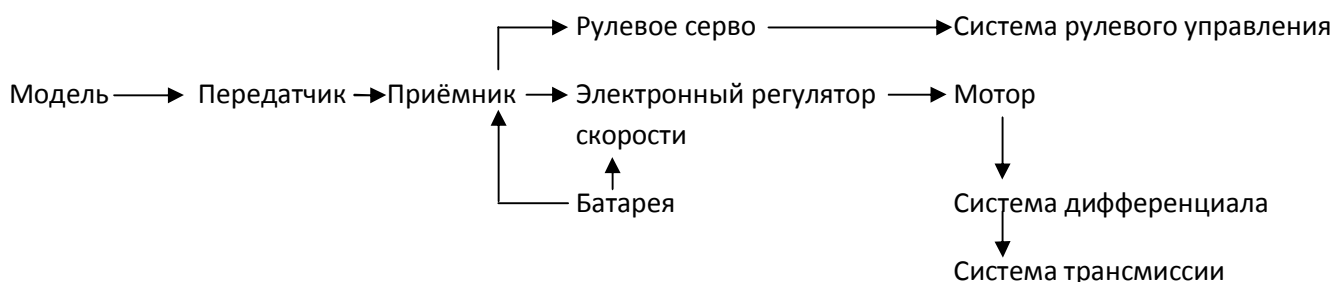 Рулевое серво Система рулевого управления
Модель Передатчик Приёмник Электронный регулятор Мотор
скорости
Батарея Система дифференциала
Система трансмиссии